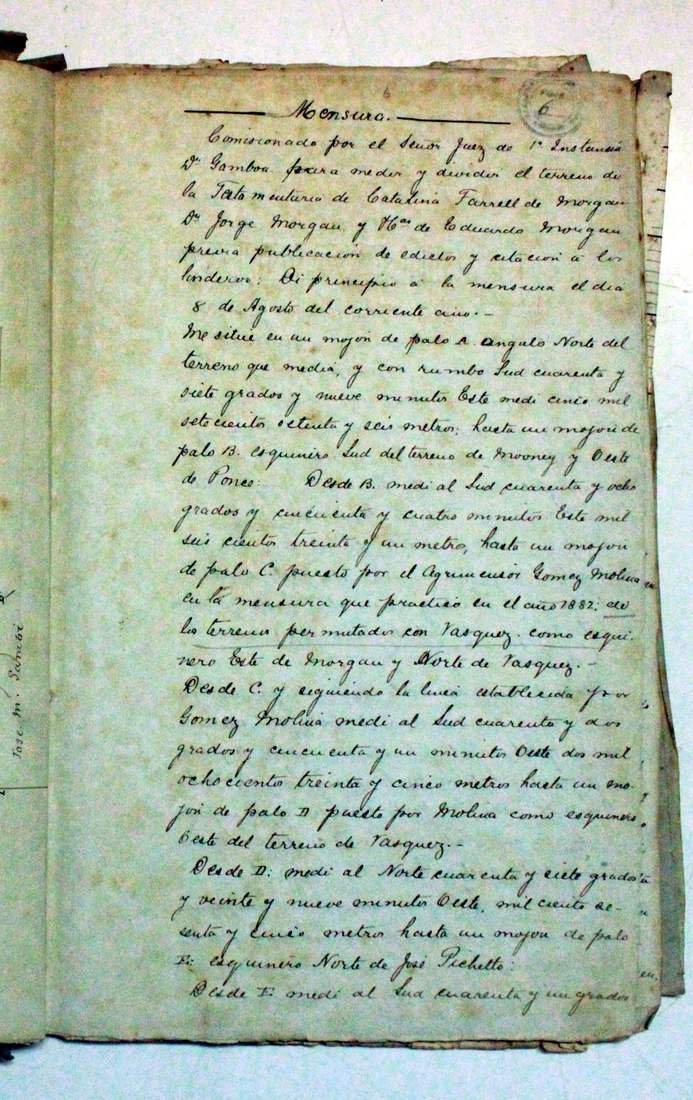 6
6
Mensura.
Comisionado por el Señor Juez de 1ª Instancia
Dr Gamboa para medir y dividir el terreno de
la Testamentaria de Catalina Farrell de Morgan
Dn Jorge Morgan y Hos de Eduardo Morgan
previa publicacion de edictos y citacion á los
linderos; Di principio á la mensura el dia
8 de Agosto del corriente año.-
Me situé en un mojon de palo A angulo Norte del
terreno que media, y con rumbo Sud cuarenta y
siete grados y nueve minutos Este medi cinco mil
setecientos ochenta y seis metros; hasta un mojon de
palo B. esquinero Sud del terreno de Mooney y Oeste
de Ponce. Desde B. medi al Sud cuarenta y ocho
grados y cincuenta y cuatro minutos Este mil
seis cientos treinta y un metros, hasta un mojon
de palo C. puesto por el Agrimensor Gomez Molina
en la mensura que practicó en el año 1882; de
los terrenos permutados con Vasquez. como esqui-
nero Este de Morgan y Norte de Vasquez.-
Desde C. y siguiendo la linea establecida por
Gomez Molina medi al Sud cuarenta y dos
grados y cincuenta y un minutos Oeste dos mil
ochocientos treinta y cinco metros hasta un mo-
jon de palo D puesto por Molina como esquinero
Oeste del terreno de Vasquez.-
Desde D: medi al Norte cuarenta y siete grados
y veinte y nueve minutos Oeste, mil ciento se-
senta y cinco metros hasta un mojon de palo
E: esquinero Norte de José Pichetto:
Desde E: medi al Sud cuarenta y un grados